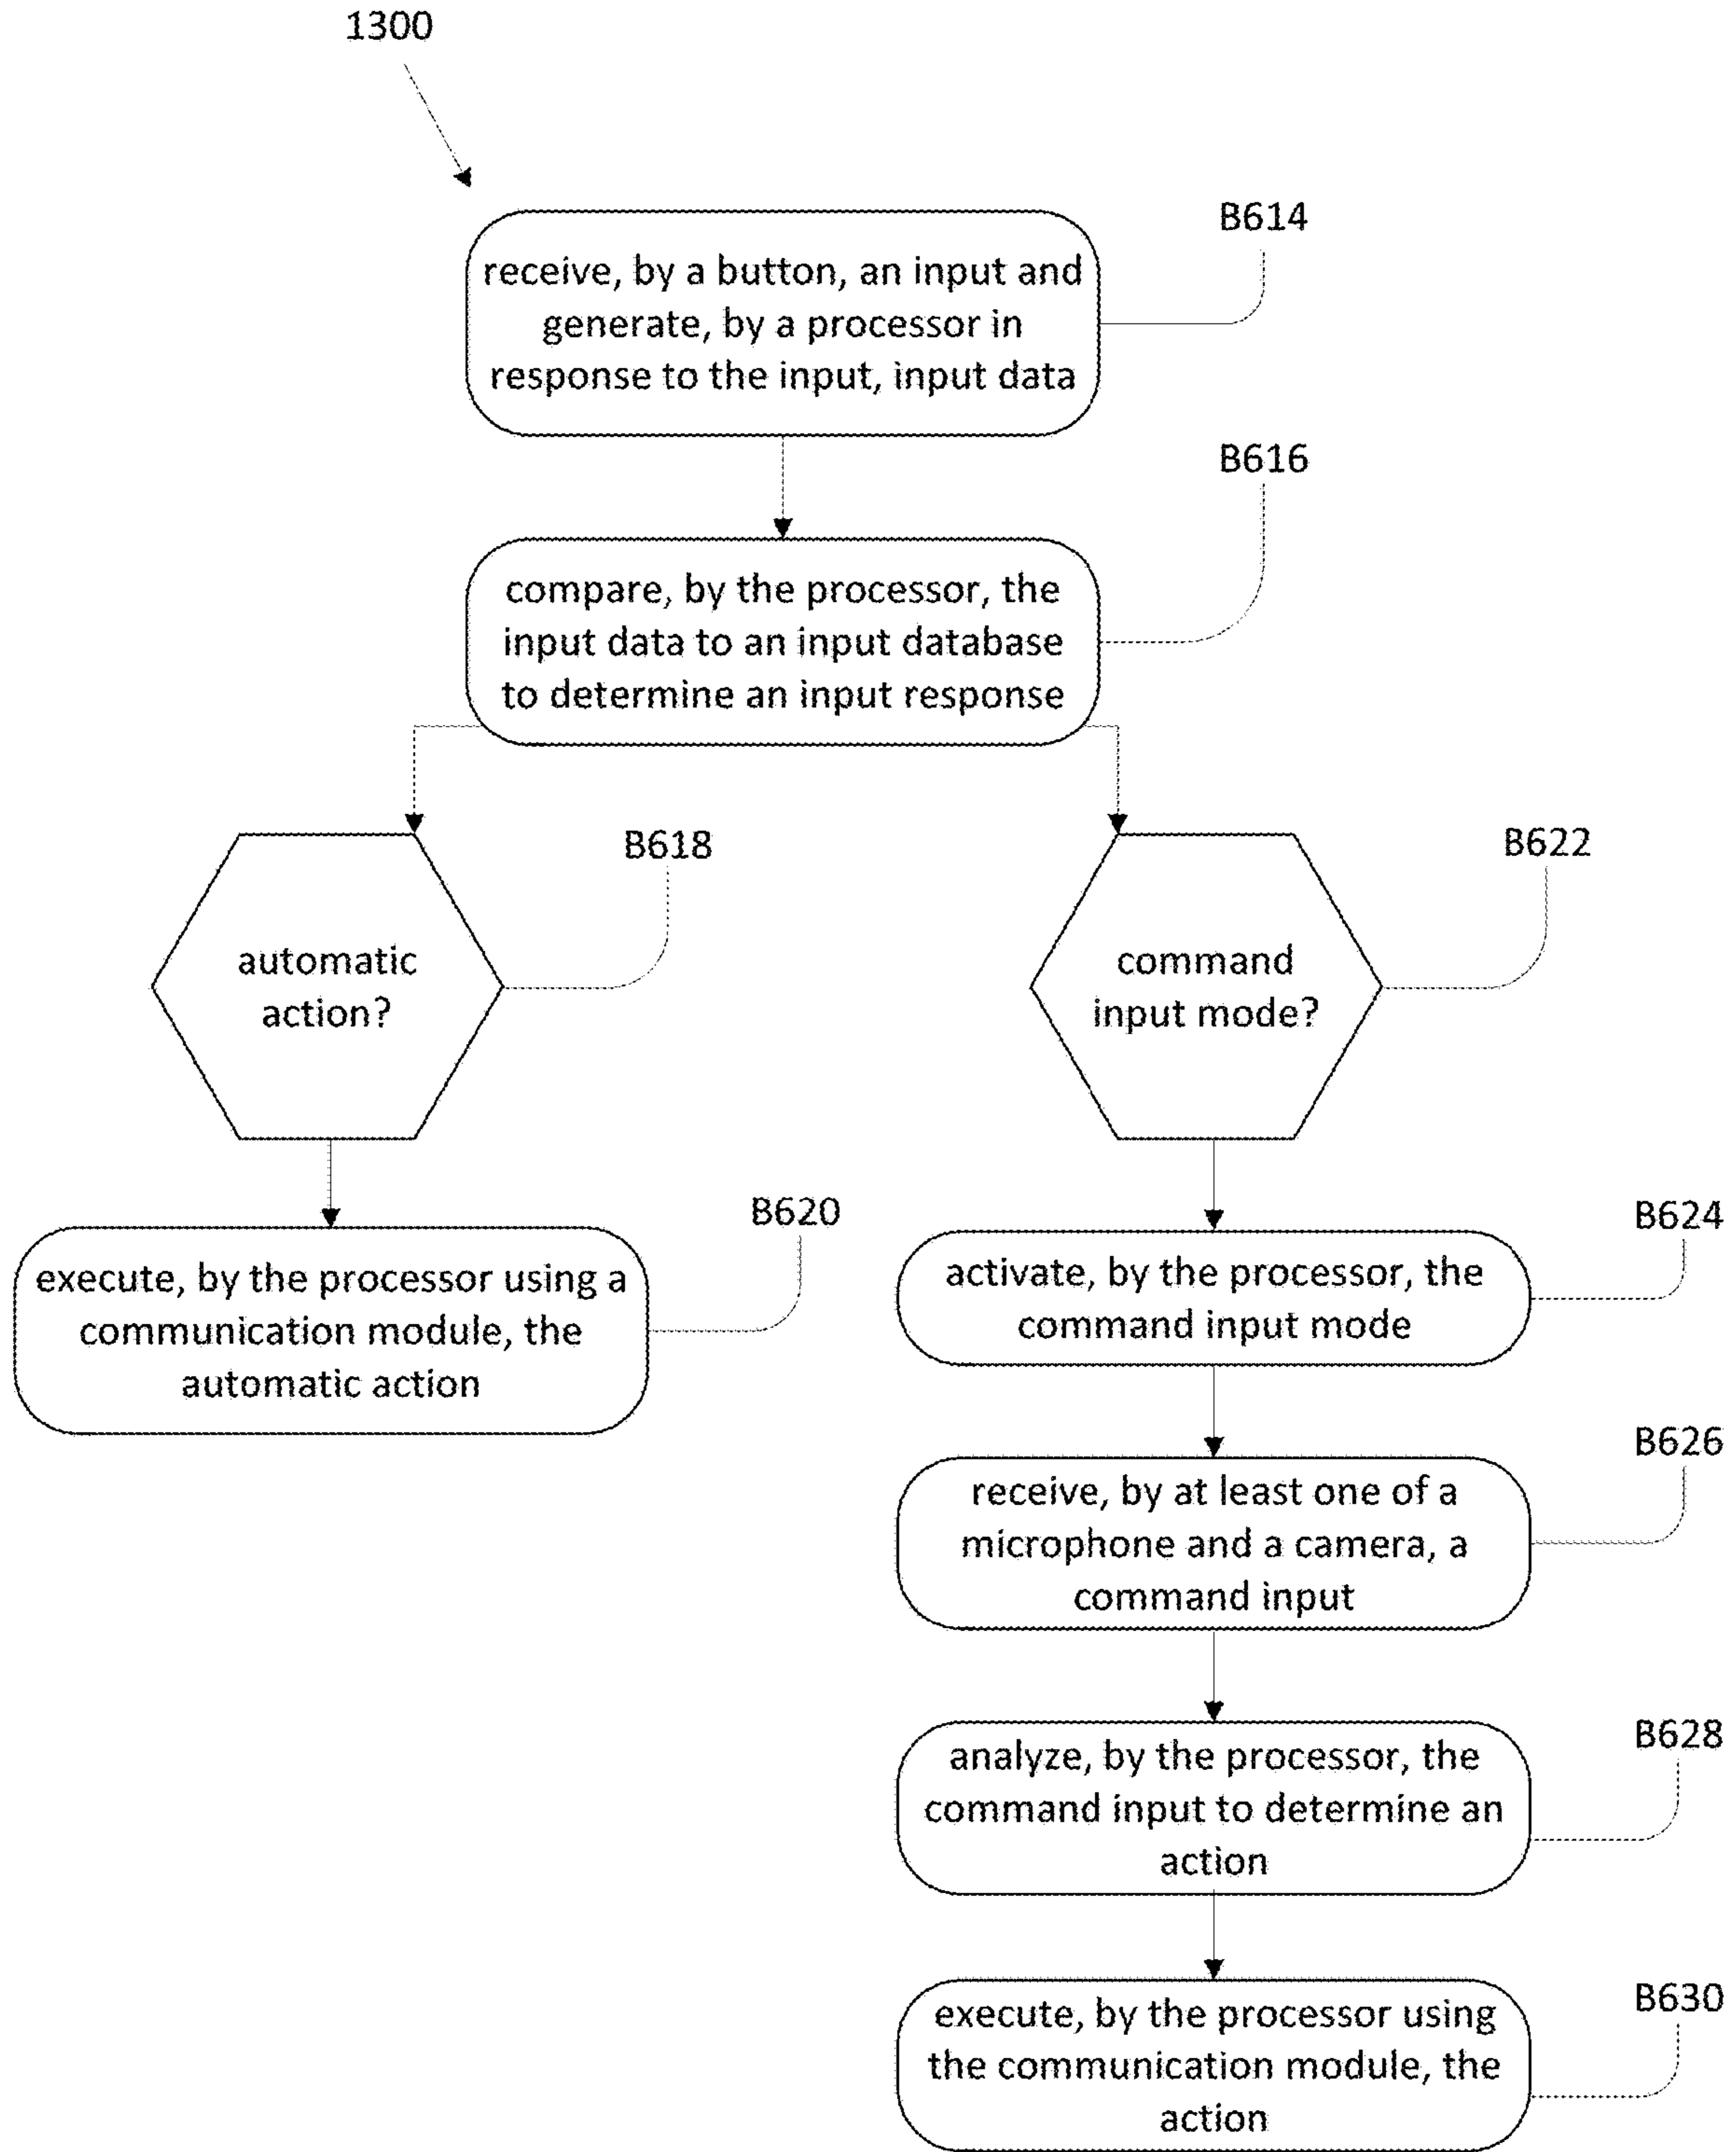 1300
B614
receive, by a button, an input and
generate, by a processor in
response to the input, input data
B616
compare, by the processor, the
input data to an input database
to determine an input response
B618
automatic
action?
B622
command
input mode?
B620
execute, by the processor using a
communication module, the
automatic action
B624
activate, by the processor, the
command input mode
B626
receive, by at least one of a
microphone and a camera, a
command input
B628
analyze, by the processor, the
command input to determine an
action
B630
execute, by the processor using
the communication module, the
action